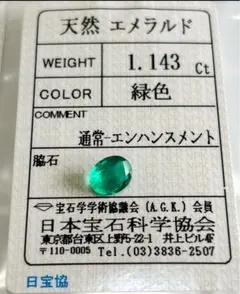 天然 エメラルド
WEIGHT 1.143 Ct
COLOR 緑色
COMMENT
通常-エンハンスメント
脇石
宝石学学術協議会(A.G.K.)会員
日本宝石科学協会
東京都台東区上野5-22-1 井上ビル4F
〒110-0005 Tel.(03)3836-2507
日宝協